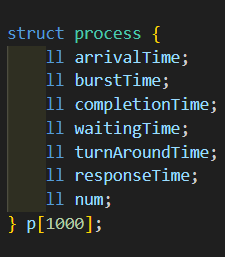 struct process {
    ll arrivalTime;
    ll burstTime;
    ll completionTime;
    ll waitingTime;
    ll turnAroundTime;
    ll responseTime;
    ll num;
} p[1000];